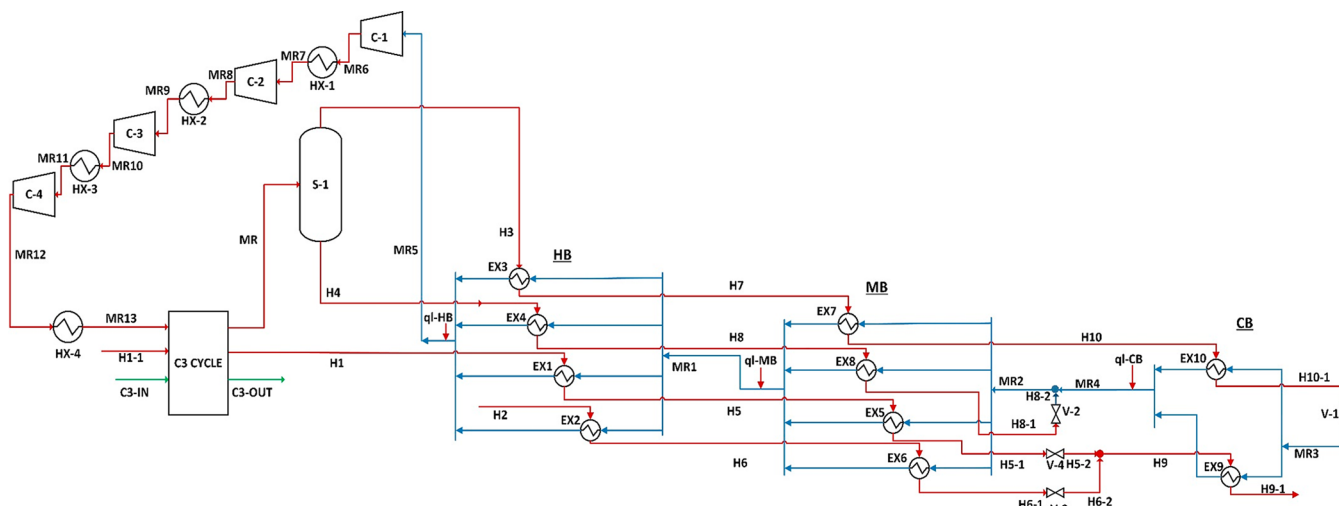 C-1
MR7
MR6
HX-1
MR8
C-2
MR9
HX-2
C-3
MR11
MR10
HX-3
C-4
S-1
MR12
MR
MR5
H3
H4
HB
EX3
H7
MB
ql-HB
EX4
H8
EX7
CB
HX-4
MR13
C3 CYCLE
H1-1
H1
EX1
MR1
ql-MB
EX8
H10
ql-CB
EX10
H10-1
C3-IN
C3-OUT
MR2
MR4
H8-2
V-2
H2
EX2
H5
EX5
H8-1
V-1
MR3
H6
EX6
H5-1
V-4
H5-2
H9
EX9
H9-1
H6-1
H6-2